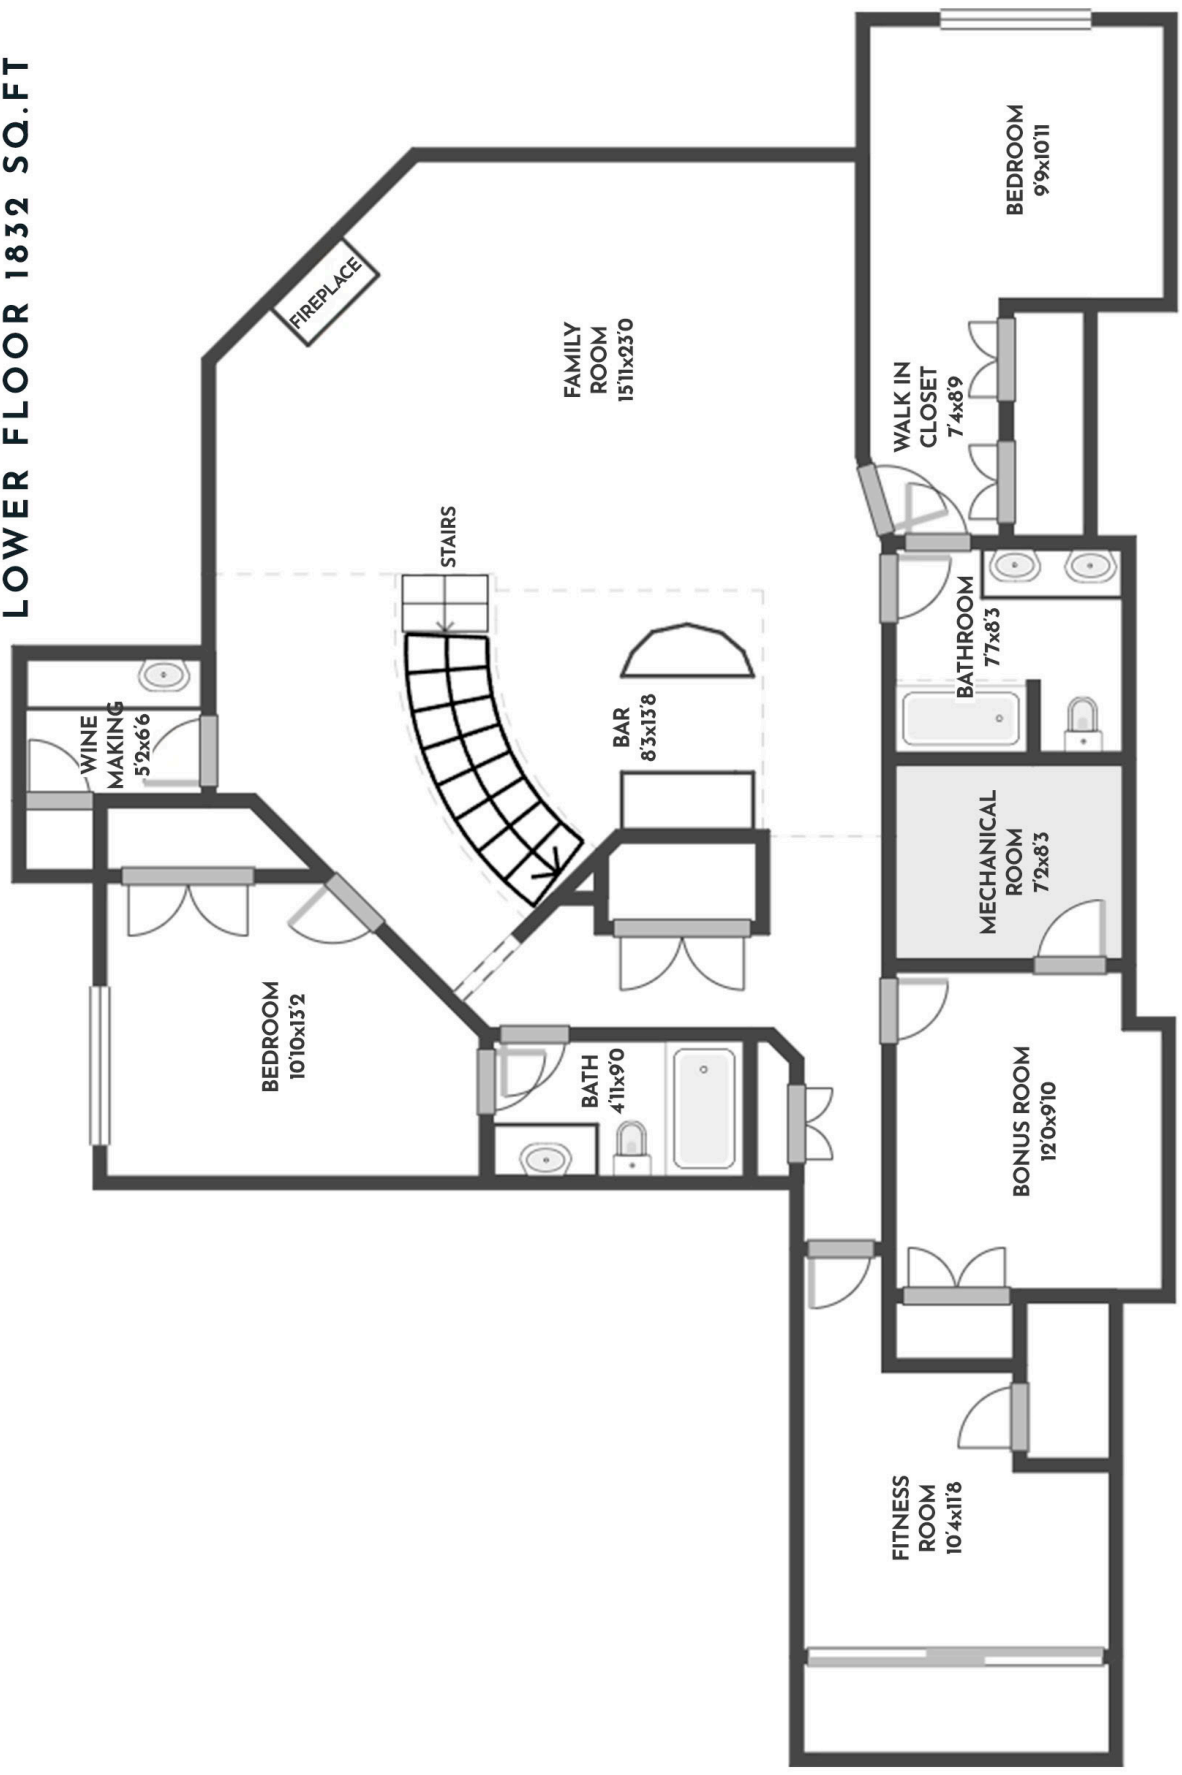 LOWER FLOOR 1832 SQ.FT
WINE
MAKING
5'2x6'6
BEDROOM
10'10x13'2
FIREPLACE
STAIRS
FAMILY
ROOM
15'11x23'0
BAR
8'3x13'8
BATH
4'11x9'0
WALK IN
CLOSET
7'4x8'9
BEDROOM
9'9x10'11
BATHROOM
7'7x8'3
MECHANICAL
ROOM
7'2x8'3
BONUS ROOM
12'0x9'10
FITNESS
ROOM
10'4x11'8